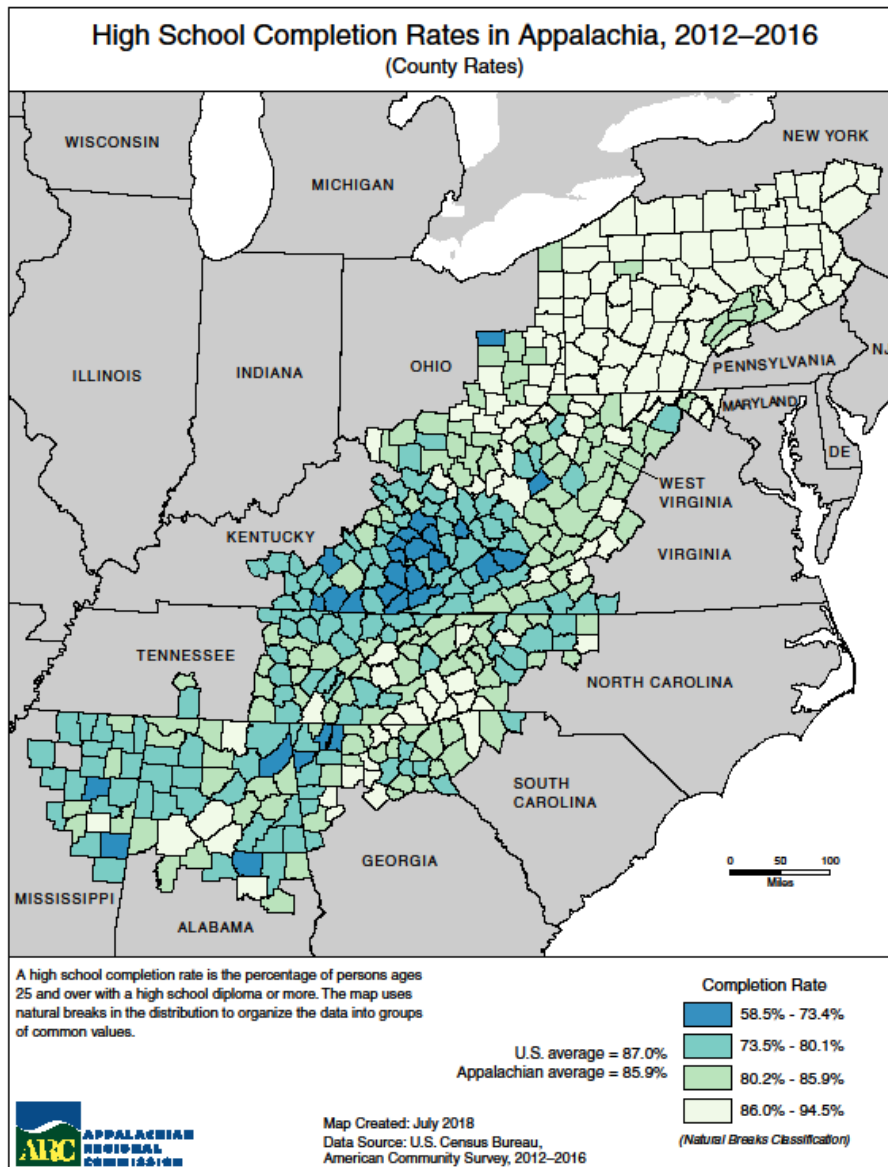 High School Completion Rates in Appalachia, 2012–2016
(County Rates)
WISCONSIN
MICHIGAN
NEW YORK
ILLINOIS
INDIANA
OHIO
PENNSYLVANIA
NJ
MARYLAND
DE
WEST
VIRGINIA
KENTUCKY
VIRGINIA
TENNESSEE
NORTH CAROLINA
SOUTH
CAROLINA
GEORGIA
MISSISSIPPI
ALABAMA
0 50 100
Miles
A high school completion rate is the percentage of persons ages
25 and over with a high school diploma or more. The map uses
natural breaks in the distribution to organize the data into groups
of common values.
U.S. average = 87.0%
Appalachian average = 85.9%
Completion Rate
58.5% - 73.4%
73.5% - 80.1%
80.2% - 85.9%
86.0% - 94.5%
(Natural Breaks Classification)
ARC
APPALACHIAN
REGIONAL
COMMISSION
Map Created: July 2018
Data Source: U.S. Census Bureau,
American Community Survey, 2012–2016